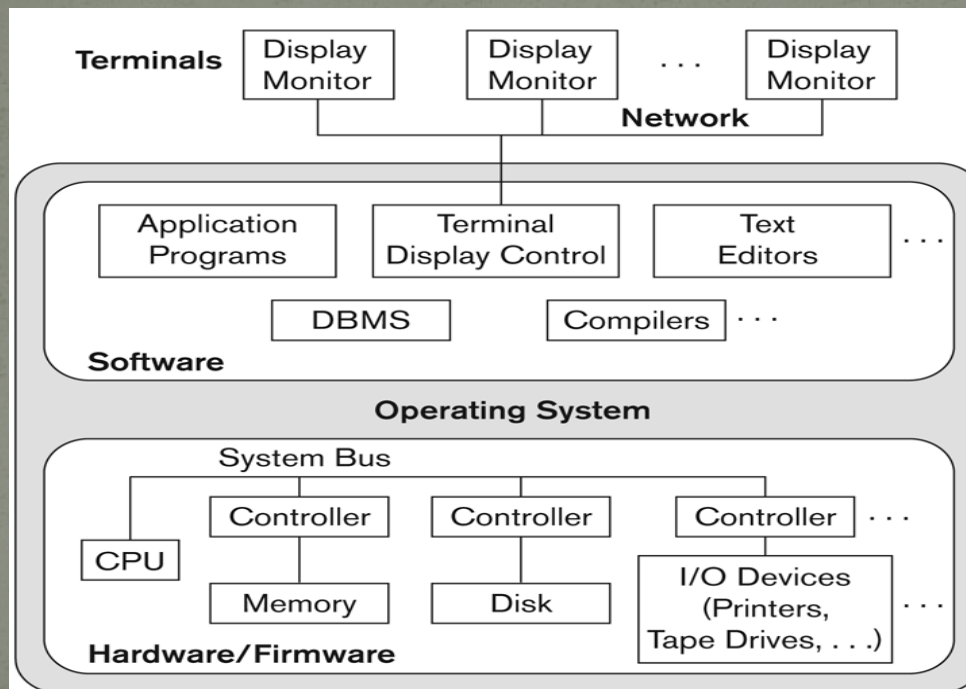 Terminals
Display
Monitor
Display
Monitor
. . .
Display
Monitor
Network
Application
Programs
Terminal
Display Control
Text
Editors
. . .
DBMS
Compilers
. . .
Software
Operating System
System Bus
Controller
Controller
Controller
. . .
CPU
Memory
Disk
I/O Devices
(Printers,
Tape Drives, . . .)
. . .
Hardware/Firmware